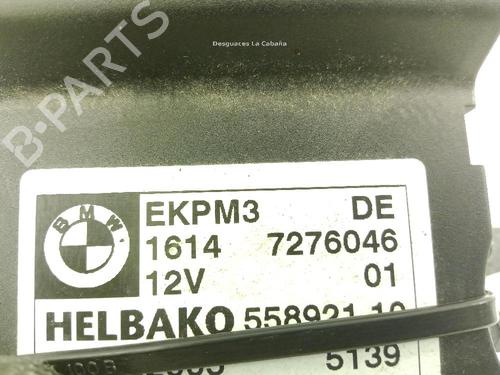 Desguaces La Cabaña
B-PARTS
BMW
EKPM3 DE
1614 7276046
12V 01
HELBAKO 558921.10
5139